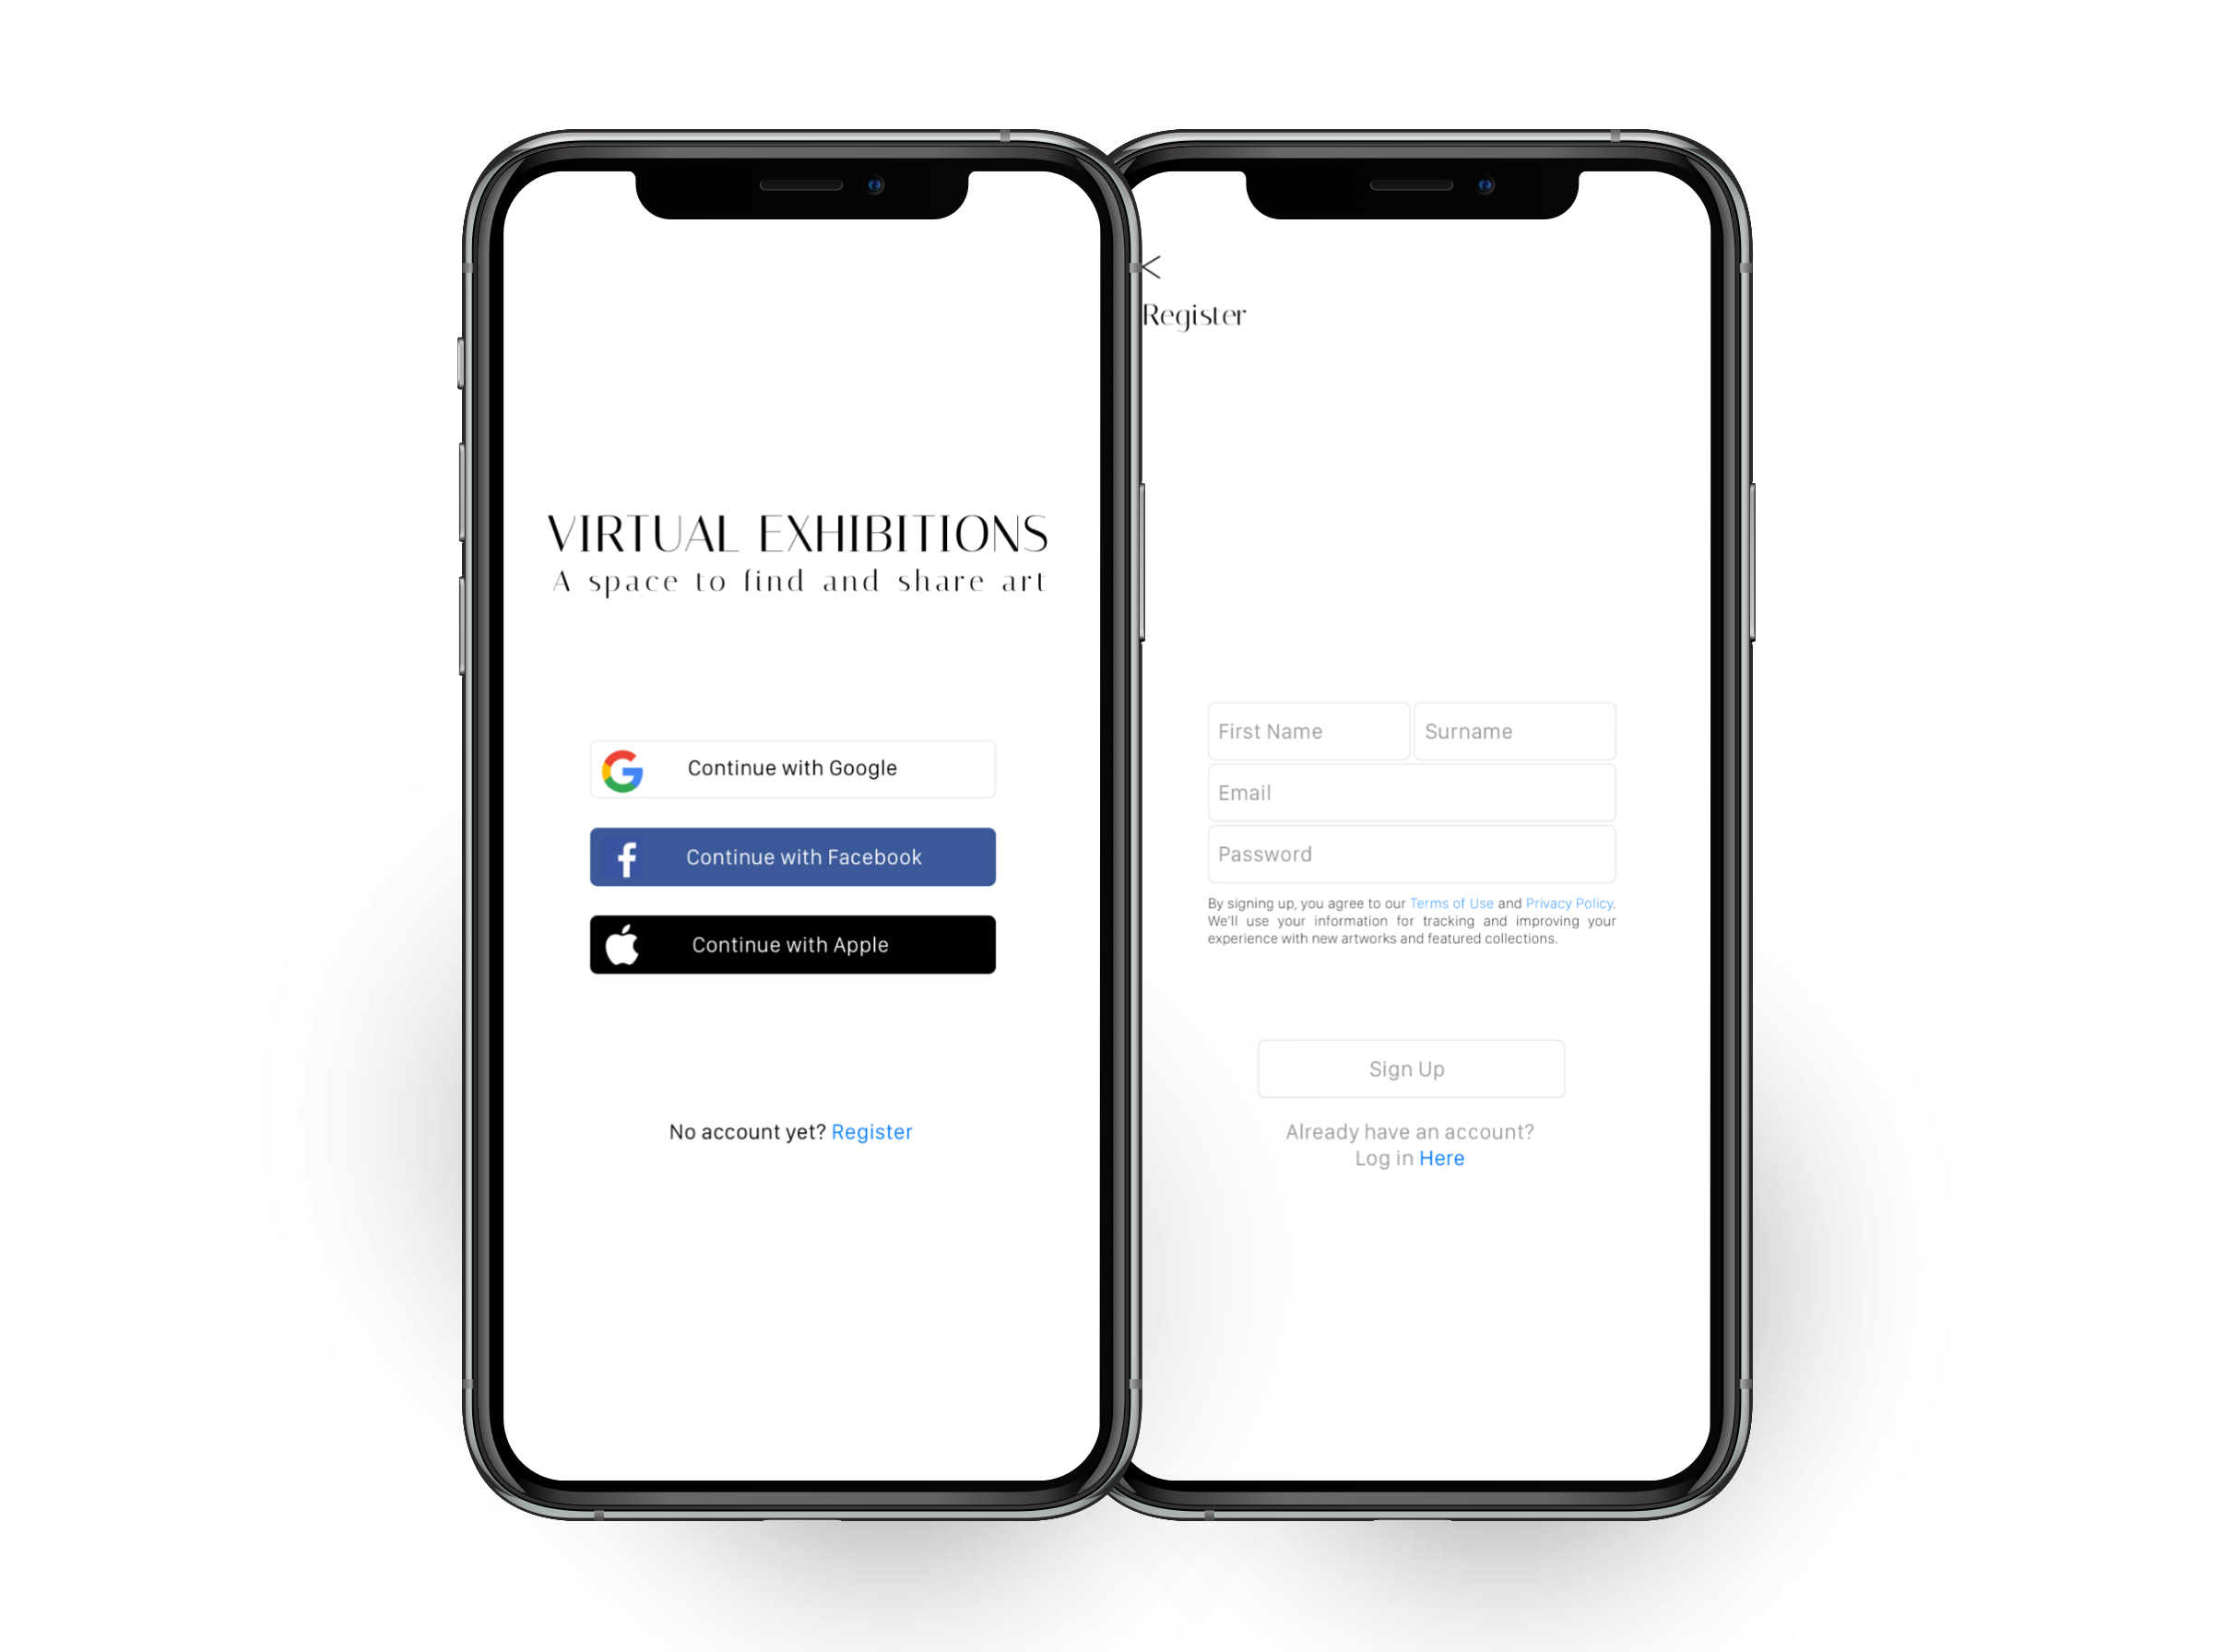 VIRTUAL EXHIBITIONS
A space to find and share art
Continue with Google
Continue with Facebook
Continue with Apple
No account yet? Register
Register
First Name
Surname
Email
Password
By signing up, you agree to our Terms of Use and Privacy Policy.
We'll use your information for tracking and improving your
experience with new artworks and featured collections.
Sign Up
Already have an account?
Log in Here